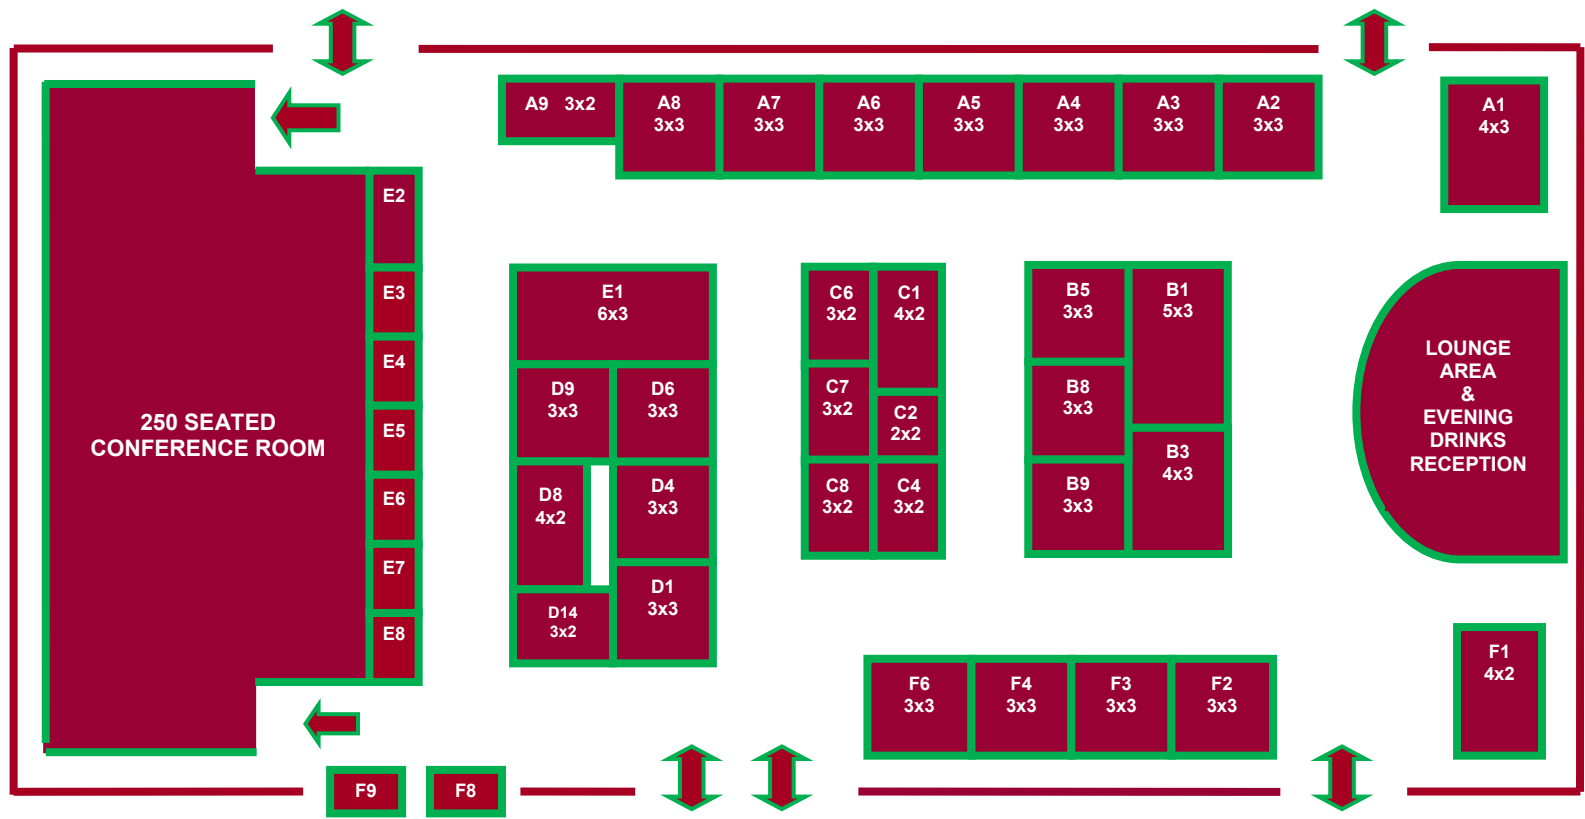 A9 3x2
A8
3x3
A7
3x3
A6
3x3
A5
3x3
A4
3x3
A3
3x3
A2
3x3
A1
4x3
E2
E3
E4
E5
E6
E7
E8
250 SEATED
CONFERENCE ROOM
E1
6x3
D9
3x3
D6
3x3
D8
4x2
D4
3x3
D14
3x2
D1
3x3
C6
3x2
C1
4x2
C7
3x2
C2
2x2
C8
3x2
C4
3x2
B5
3x3
B1
5x3
B8
3x3
B3
4x3
B9
3x3
LOUNGE
AREA
&
EVENING
DRINKS
RECEPTION
F6
3x3
F4
3x3
F3
3x3
F2
3x3
F1
4x2
F9
F8